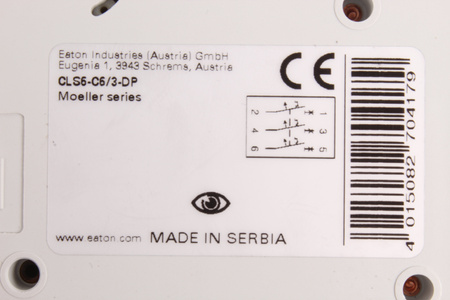 Eaton Industries (Austria) GmbH
Eugenia 1, 3943 Schrems, Austria
CLS6-C6/3-DP
Moeller series
CE
2 1
4 3
6 5
4 015082 704179
www.eaton.com MADE IN SERBIA